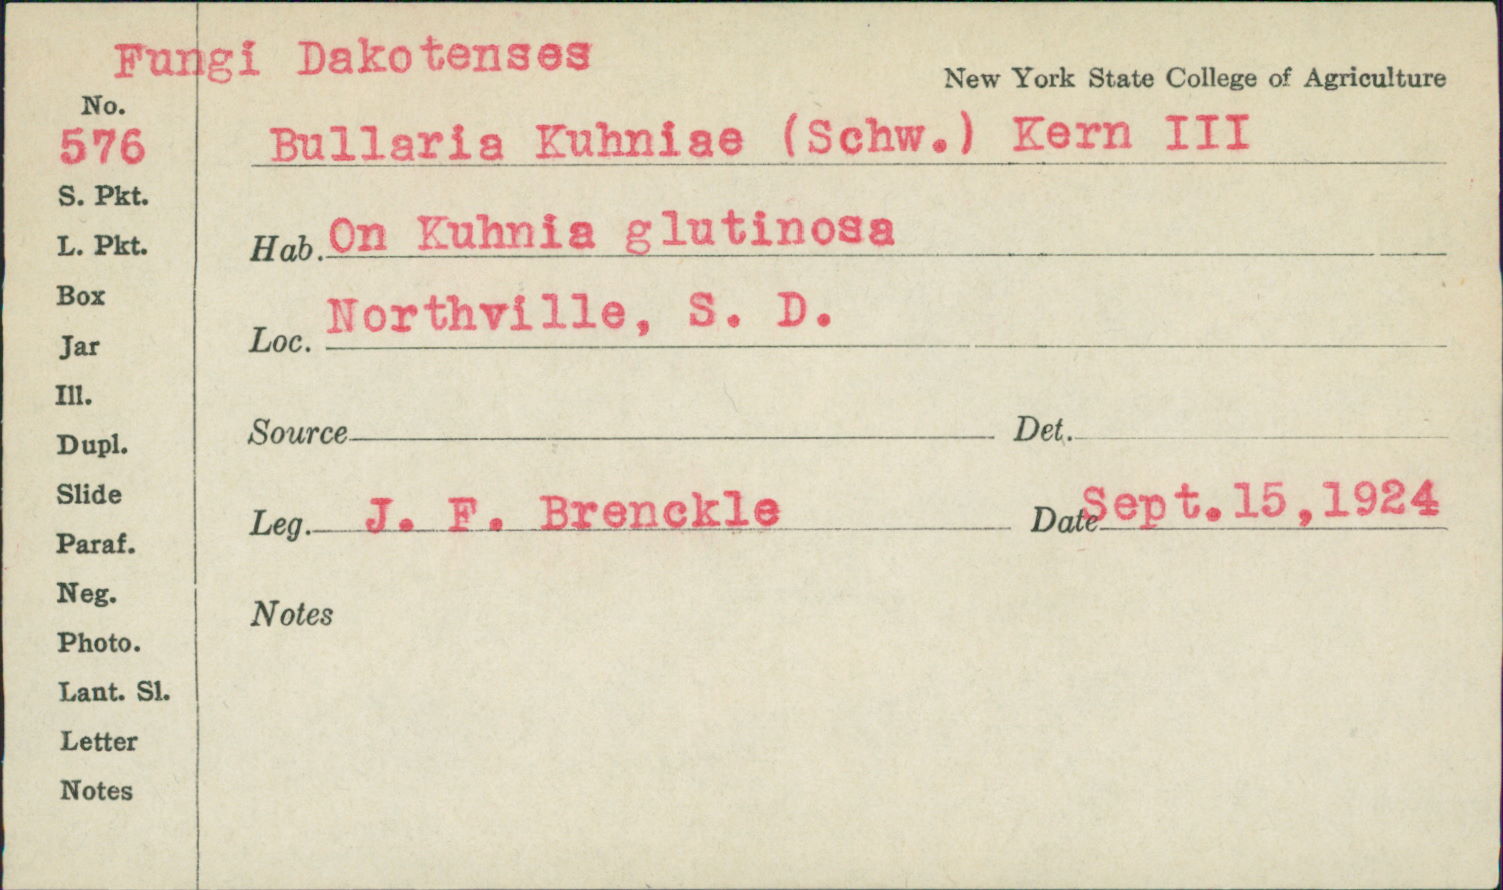 Fungi Dakotenses
New York State College of Agriculture
No.
576
Bullaria Kuhniae (Schw.) Kern III
S. Pkt.
L. Pkt.
Hab. On Kuhnia glutinosa
Box
Loc. Northville, S. D.
Jar
Ill.
Dupl.
Source Det.
Slide
Leg. J. F. Brenckle Date Sept.15,1924
Paraf.
Neg.
Notes
Photo.
Lant. Sl.
Letter
Notes